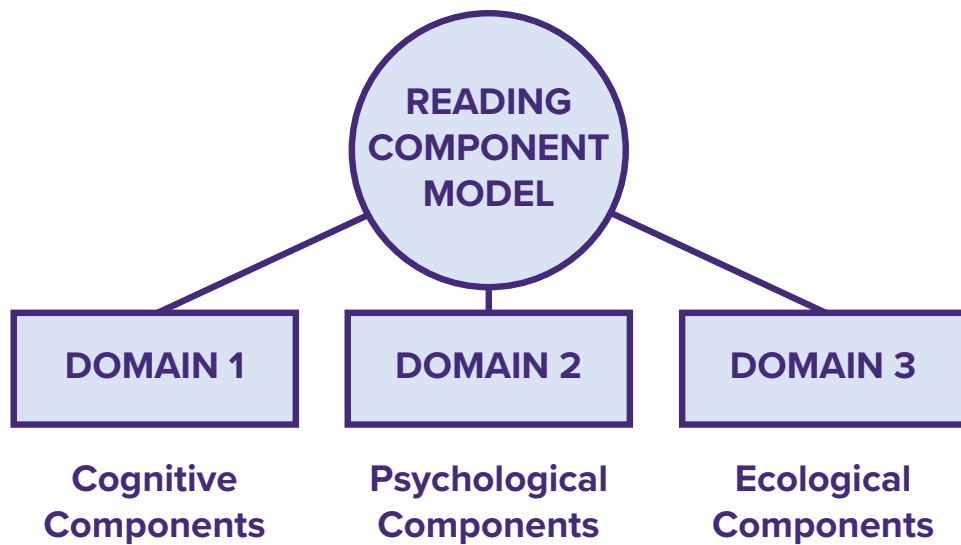 READING
COMPONENT
MODEL
DOMAIN 1
DOMAIN 2
DOMAIN 3
Cognitive
Components
Psychological
Components
Ecological
Components